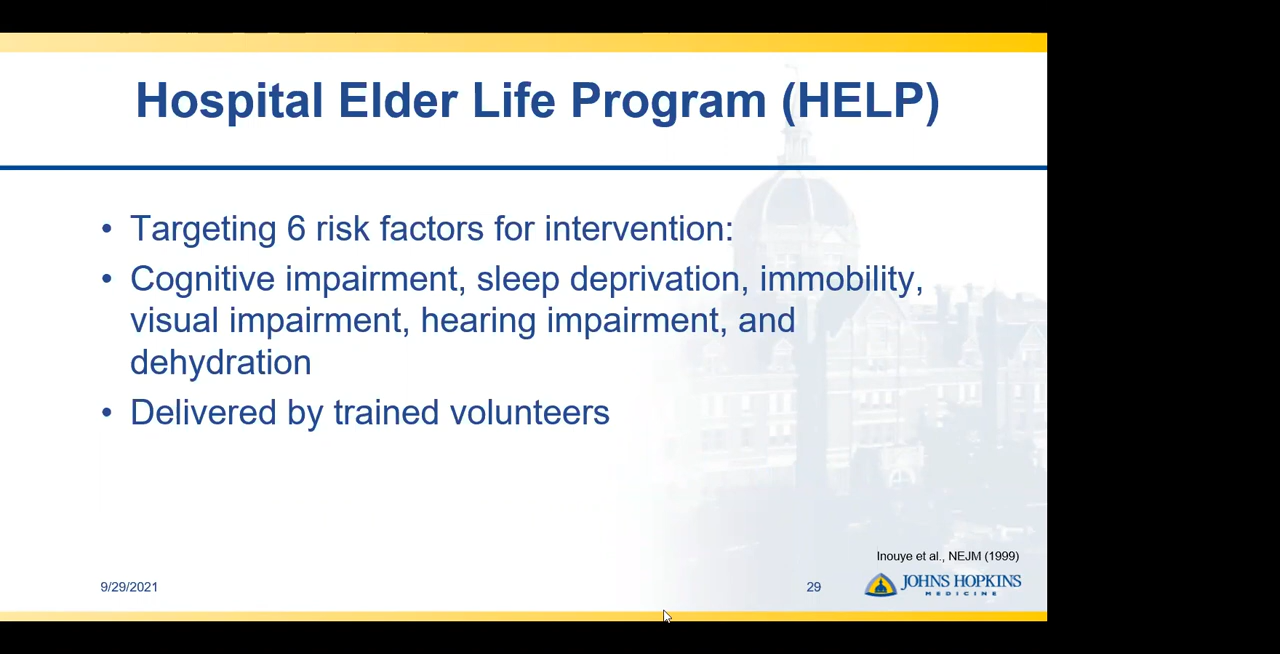 Hospital Elder Life Program (HELP)
• Targeting 6 risk factors for intervention:
• Cognitive impairment, sleep deprivation, immobility,
visual impairment, hearing impairment, and
dehydration
• Delivered by trained volunteers
Inouye et al., NEJM (1999)
9/29/2021
29
JOHNS HOPKINS
MEDICINE